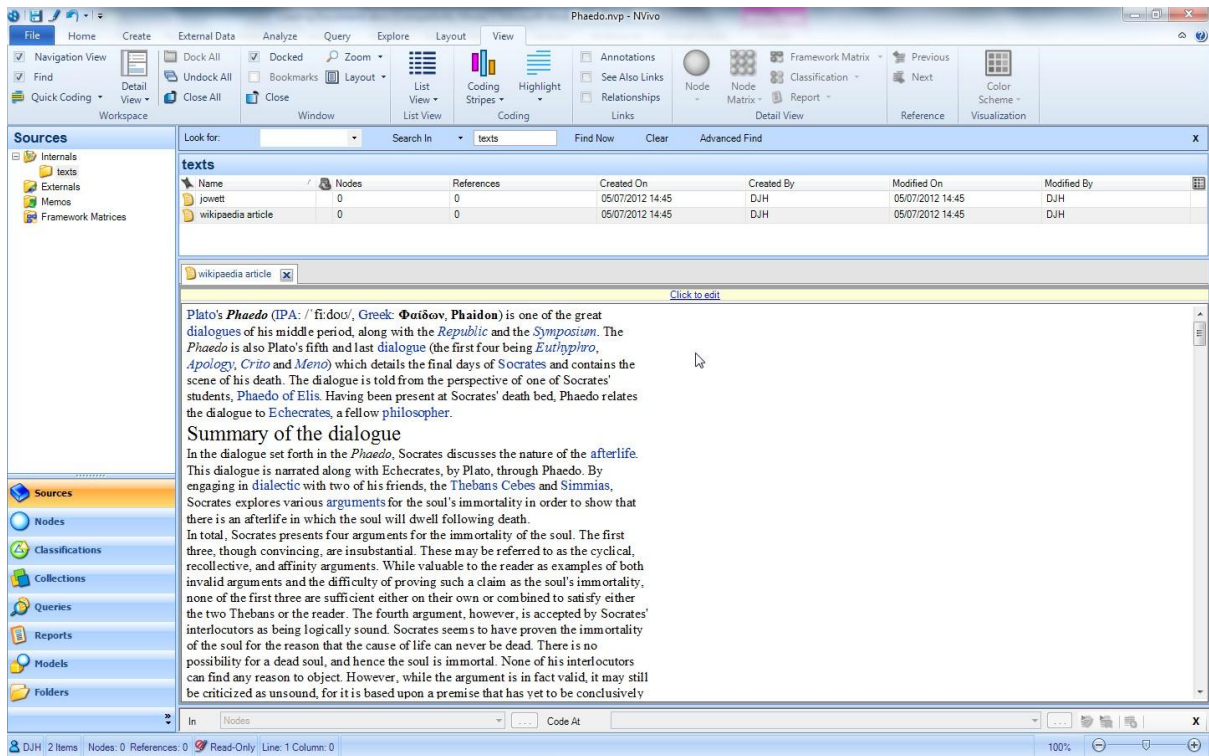 Phaedo.nvp - NVivo
File Home Create External Data Analyze Query Explore Layout View
Navigation View
Find
Quick Coding
Detail View
Workspace
Dock All
Undock All
Close All
Docked
Bookmarks
Close
Zoom
Layout
Window
List View
List View
Coding Stripes
Highlight
Coding
Annotations
See Also Links
Relationships
Links
Node
Node Matrix
Framework Matrix
Classification
Report
Detail View
Previous
Next
Reference
Color Scheme
Visualization
Sources
Internals
texts
Externals
Memos
Framework Matrices
Look for: Search In texts Find Now Clear Advanced Find x
texts
Name Nodes References Created On Created By Modified On Modified By
jowett 0 0 05/07/2012 14:45 DJH 05/07/2012 14:45 DJH
wikipaedia article 0 0 05/07/2012 14:45 DJH 05/07/2012 14:45 DJH
wikipaedia article
Click to edit
Plato's Phaedo (IPA: /ˈfiːdoʊ/, Greek: Φαίδων, Phaidon) is one of the great
dialogues of his middle period, along with the Republic and the Symposium. The
Phaedo is also Plato's fifth and last dialogue (the first four being Euthyphro,
Apology, Crito and Meno) which details the final days of Socrates and contains the
scene of his death. The dialogue is told from the perspective of one of Socrates'
students, Phaedo of Elis. Having been present at Socrates' death bed, Phaedo relates
the dialogue to Echecrates, a fellow philosopher.
Summary of the dialogue
In the dialogue set forth in the Phaedo, Socrates discusses the nature of the afterlife.
This dialogue is narrated along with Echecrates, by Plato, through Phaedo. By
engaging in dialectic with two of his friends, the Thebans Cebes and Simmias,
Socrates explores various arguments for the soul's immortality in order to show that
there is an afterlife in which the soul will dwell following death.
In total, Socrates presents four arguments for the immortality of the soul. The first
three, though convincing, are insubstantial. These may be referred to as the cyclical,
recollective, and affinity arguments. While valuable to the reader as examples of both
invalid arguments and the difficulty of proving such a claim as the soul's immortality,
none of the first three are sufficient either on their own or combined to satisfy either
the two Thebans or the reader. The fourth argument, however, is accepted by Socrates'
interlocutors as being logically sound. Socrates seems to have proven the immortality
of the soul for the reason that the cause of life can never be dead. There is no
possibility for a dead soul, and hence the soul is immortal. None of his interlocutors
can find any reason to object. However, while the argument is in fact valid, it may still
be criticized as unsound, for it is based upon a premise that has yet to be conclusively
Sources
Nodes
Classifications
Collections
Queries
Reports
Models
Folders
In Nodes ... Code At ... x
DJH 2 Items Nodes: 0 References: 0 Read-Only Line: 1 Column: 0 100%